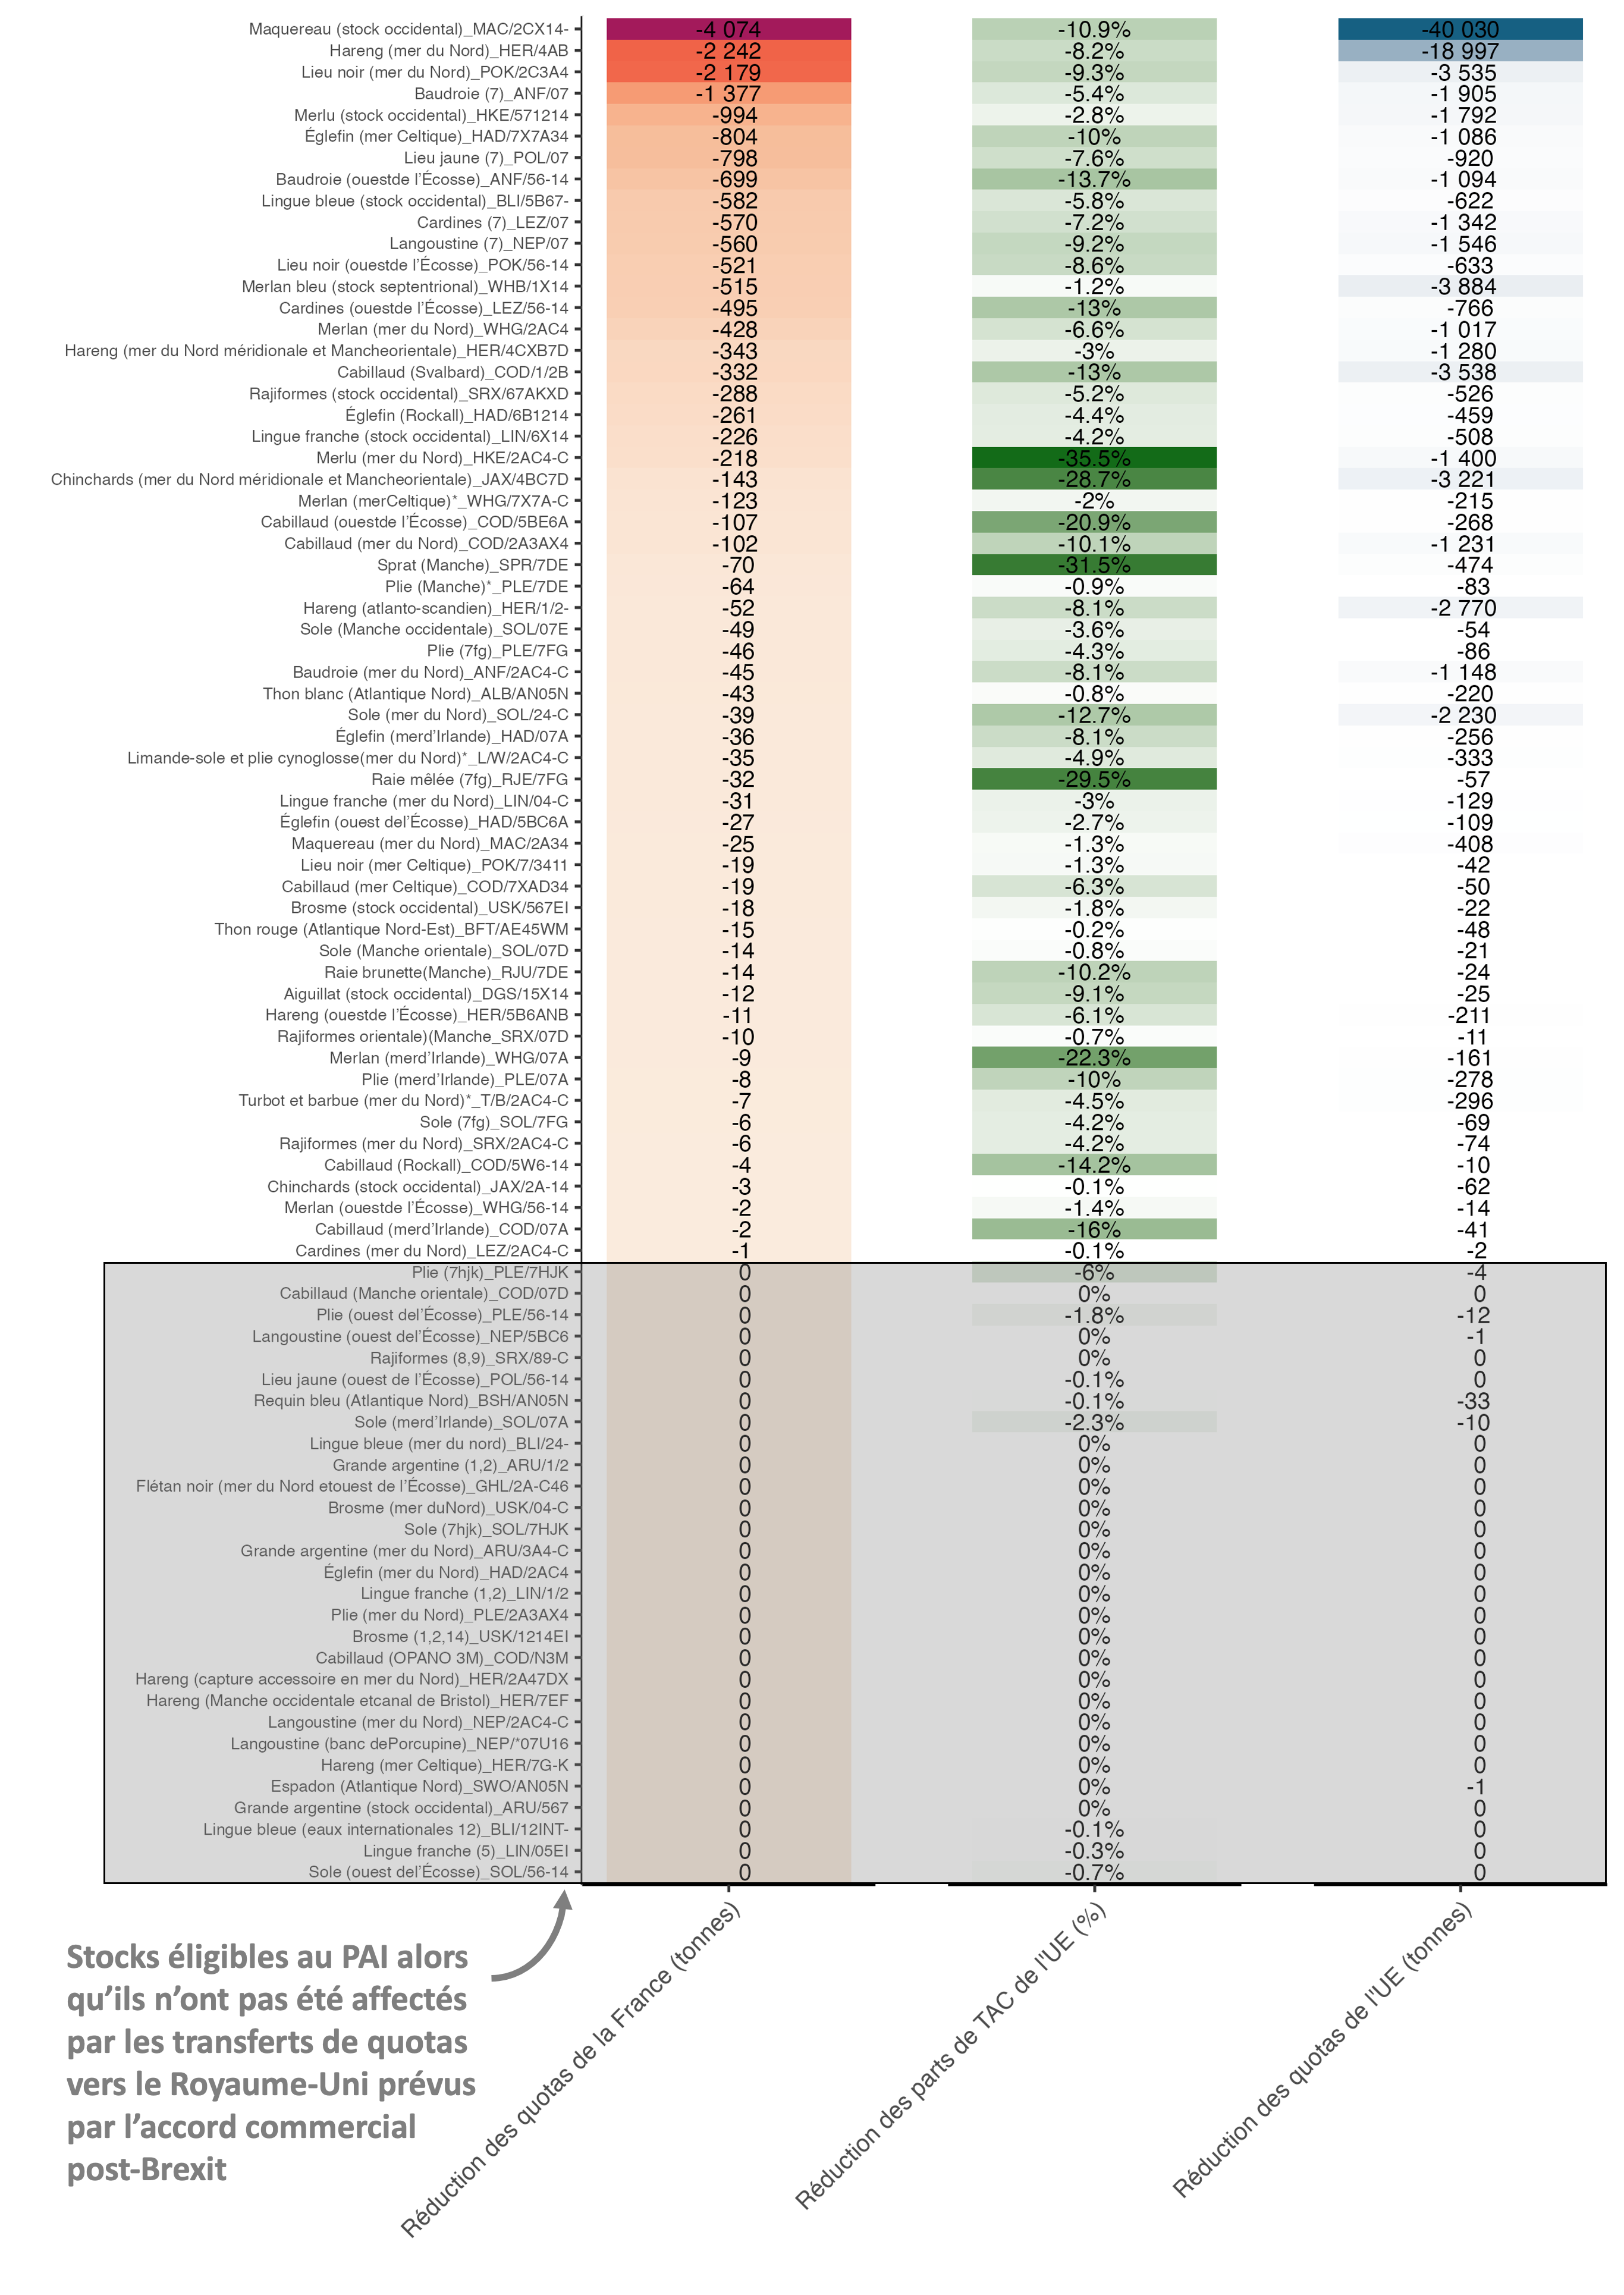 Maquereau (stock occidental)_MAC/2CX14- -4 074 -10.9% -40 030
Hareng (mer du Nord)_HER/4AB -2 242 -8.2% -18 997
Lieu noir (mer du Nord)_POK/2C3A4 -2 179 -9.3% -3 535
Baudroie (7)_ANF/07 -1 377 -5.4% -1 905
Merlu (stock occidental)_HKE/571214 -994 -2.8% -1 792
Églefin (mer Celtique)_HAD/7X7A34 -804 -10% -1 086
Lieu jaune (7)_POL/07 -798 -7.6% -920
Baudroie (ouestde l’Écosse)_ANF/56-14 -699 -13.7% -1 094
Lingue bleue (stock occidental)_BLI/5B67- -582 -5.8% -622
Cardines (7)_LEZ/07 -570 -7.2% -1 342
Langoustine (7)_NEP/07 -560 -9.2% -1 546
Lieu noir (ouestde l’Écosse)_POK/56-14 -521 -8.6% -633
Merlan bleu (stock septentrional)_WHB/1X14 -515 -1.2% -3 884
Cardines (ouestde l’Écosse)_LEZ/56-14 -495 -13% -766
Merlan (mer du Nord)_WHG/2AC4 -428 -6.6% -1 017
Hareng (mer du Nord méridionale et Mancheorientale)_HER/4CXB7D -343 -3% -1 280
Cabillaud (Svalbard)_COD/1/2B -332 -13% -3 538
Rajiformes (stock occidental)_SRX/67AKXD -288 -5.2% -526
Églefin (Rockall)_HAD/6B1214 -261 -4.4% -459
Lingue franche (stock occidental)_LIN/6X14 -226 -4.2% -508
Merlu (mer du Nord)_HKE/2AC4-C -218 -35.5% -1 400
Chinchards (mer du Nord méridionale et Mancheorientale)_JAX/4BC7D -143 -28.7% -3 221
Merlan (merCeltique)*_WHG/7X7A-C -123 -2% -215
Cabillaud (ouestde l’Écosse)_COD/5BE6A -107 -20.9% -268
Cabillaud (mer du Nord)_COD/2A3AX4 -102 -10.1% -1 231
Sprat (Manche)_SPR/7DE -70 -31.5% -474
Plie (Manche)*_PLE/7DE -64 -0.9% -83
Hareng (atlanto-scandien)_HER/1/2- -52 -8.1% -2 770
Sole (Manche occidentale)_SOL/07E -49 -3.6% -54
Plie (7fg)_PLE/7FG -46 -4.3% -86
Baudroie (mer du Nord)_ANF/2AC4-C -45 -8.1% -1 148
Thon blanc (Atlantique Nord)_ALB/AN05N -43 -0.8% -220
Sole (mer du Nord)_SOL/24-C -39 -12.7% -2 230
Églefin (merd’Irlande)_HAD/07A -36 -8.1% -256
Limande-sole et plie cynoglosse(mer du Nord)*_L/W/2AC4-C -35 -4.9% -333
Raie mêlée (7fg)_RJE/7FG -32 -29.5% -57
Lingue franche (mer du Nord)_LIN/04-C -31 -3% -129
Églefin (ouest del’Écosse)_HAD/5BC6A -27 -2.7% -109
Maquereau (mer du Nord)_MAC/2A34 -25 -1.3% -408
Lieu noir (mer Celtique)_POK/7/3411 -19 -1.3% -42
Cabillaud (mer Celtique)_COD/7XAD34 -19 -6.3% -50
Brosme (stock occidental)_USK/567EI -18 -1.8% -22
Thon rouge (Atlantique Nord-Est)_BFT/AE45WM -15 -0.2% -48
Sole (Manche orientale)_SOL/07D -14 -0.8% -21
Raie brunette(Manche)_RJU/7DE -14 -10.2% -24
Aiguillat (stock occidental)_DGS/15X14 -12 -9.1% -25
Hareng (ouestde l’Écosse)_HER/5B6ANB -11 -6.1% -211
Rajiformes orientale)(Manche_SRX/07D -10 -0.7% -11
Merlan (merd’Irlande)_WHG/07A -9 -22.3% -161
Plie (merd’Irlande)_PLE/07A -8 -10% -278
Turbot et barbue (mer du Nord)*_T/B/2AC4-C -7 -4.5% -296
Sole (7fg)_SOL/7FG -6 -4.2% -69
Rajiformes (mer du Nord)_SRX/2AC4-C -6 -4.2% -74
Cabillaud (Rockall)_COD/5W6-14 -4 -14.2% -10
Chinchards (stock occidental)_JAX/2A-14 -3 -0.1% -62
Merlan (ouestde l’Écosse)_WHG/56-14 -2 -1.4% -14
Cabillaud (merd’Irlande)_COD/07A -2 -16% -41
Cardines (mer du Nord)_LEZ/2AC4-C -1 -0.1% -2
Plie (7hjk)_PLE/7HJK 0 -6% -4
Cabillaud (Manche orientale)_COD/07D 0 0% 0
Plie (ouest del’Écosse)_PLE/56-14 0 -1.8% -12
Langoustine (ouest del’Écosse)_NEP/5BC6 0 0% -1
Rajiformes (8,9)_SRX/89-C 0 0% 0
Lieu jaune (ouest de l’Écosse)_POL/56-14 0 -0.1% 0
Requin bleu (Atlantique Nord)_BSH/AN05N 0 -0.1% -33
Sole (merd’Irlande)_SOL/07A 0 -2.3% -10
Lingue bleue (mer du nord)_BLI/24- 0 0% 0
Grande argentine (1,2)_ARU/1/2 0 0% 0
Flétan noir (mer du Nord etouest de l’Écosse)_GHL/2A-C46 0 0% 0
Brosme (mer duNord)_USK/04-C 0 0% 0
Sole (7hjk)_SOL/7HJK 0 0% 0
Grande argentine (mer du Nord)_ARU/3A4-C 0 0% 0
Églefin (mer du Nord)_HAD/2AC4 0 0% 0
Lingue franche (1,2)_LIN/1/2 0 0% 0
Plie (mer du Nord)_PLE/2A3AX4 0 0% 0
Brosme (1,2,14)_USK/1214EI 0 0% 0
Cabillaud (OPANO 3M)_COD/N3M 0 0% 0
Hareng (capture accessoire en mer du Nord)_HER/2A47DX 0 0% 0
Hareng (Manche occidentale etcanal de Bristol)_HER/7EF 0 0% 0
Langoustine (mer du Nord)_NEP/2AC4-C 0 0% 0
Langoustine (banc dePorcupine)_NEP/*07U16 0 0% 0
Hareng (mer Celtique)_HER/7G-K 0 0% 0
Espadon (Atlantique Nord)_SWO/AN05N 0 0% -1
Grande argentine (stock occidental)_ARU/567 0 0% 0
Lingue bleue (eaux internationales 12)_BLI/12INT- 0 -0.1% 0
Lingue franche (5)_LIN/05EI 0 -0.3% 0
Sole (ouest del’Écosse)_SOL/56-14 0 -0.7% 0
Réduction des quotas de la France (tonnes)
Réduction des parts de TAC de l'UE (%)
Réduction des quotas de l'UE (tonnes)
Stocks éligibles au PAI alors
qu’ils n’ont pas été affectés
par les transferts de quotas
vers le Royaume-Uni prévus
par l’accord commercial
post-Brexit